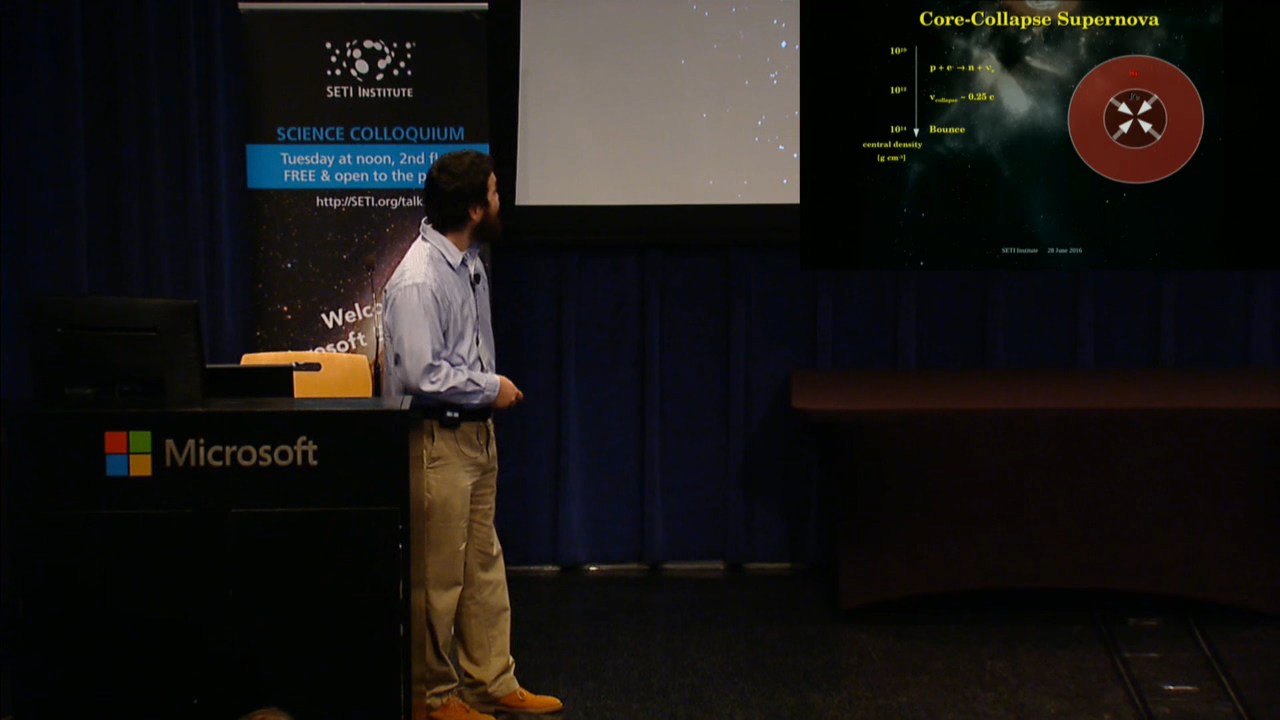 SETI INSTITUTE
SCIENCE COLLOQUIUM
Tuesday at noon, 2nd fl
FREE & open to the p
http://SETI.org/talk
Welco
osoft
Microsoft
Core-Collapse Supernova
10¹⁰
p + e⁻ → n + νₑ
10¹²
v_collapse ~ 0.25 c
10¹⁴
Bounce
central density
[g cm⁻³]
SETI Institute 28 June 2016